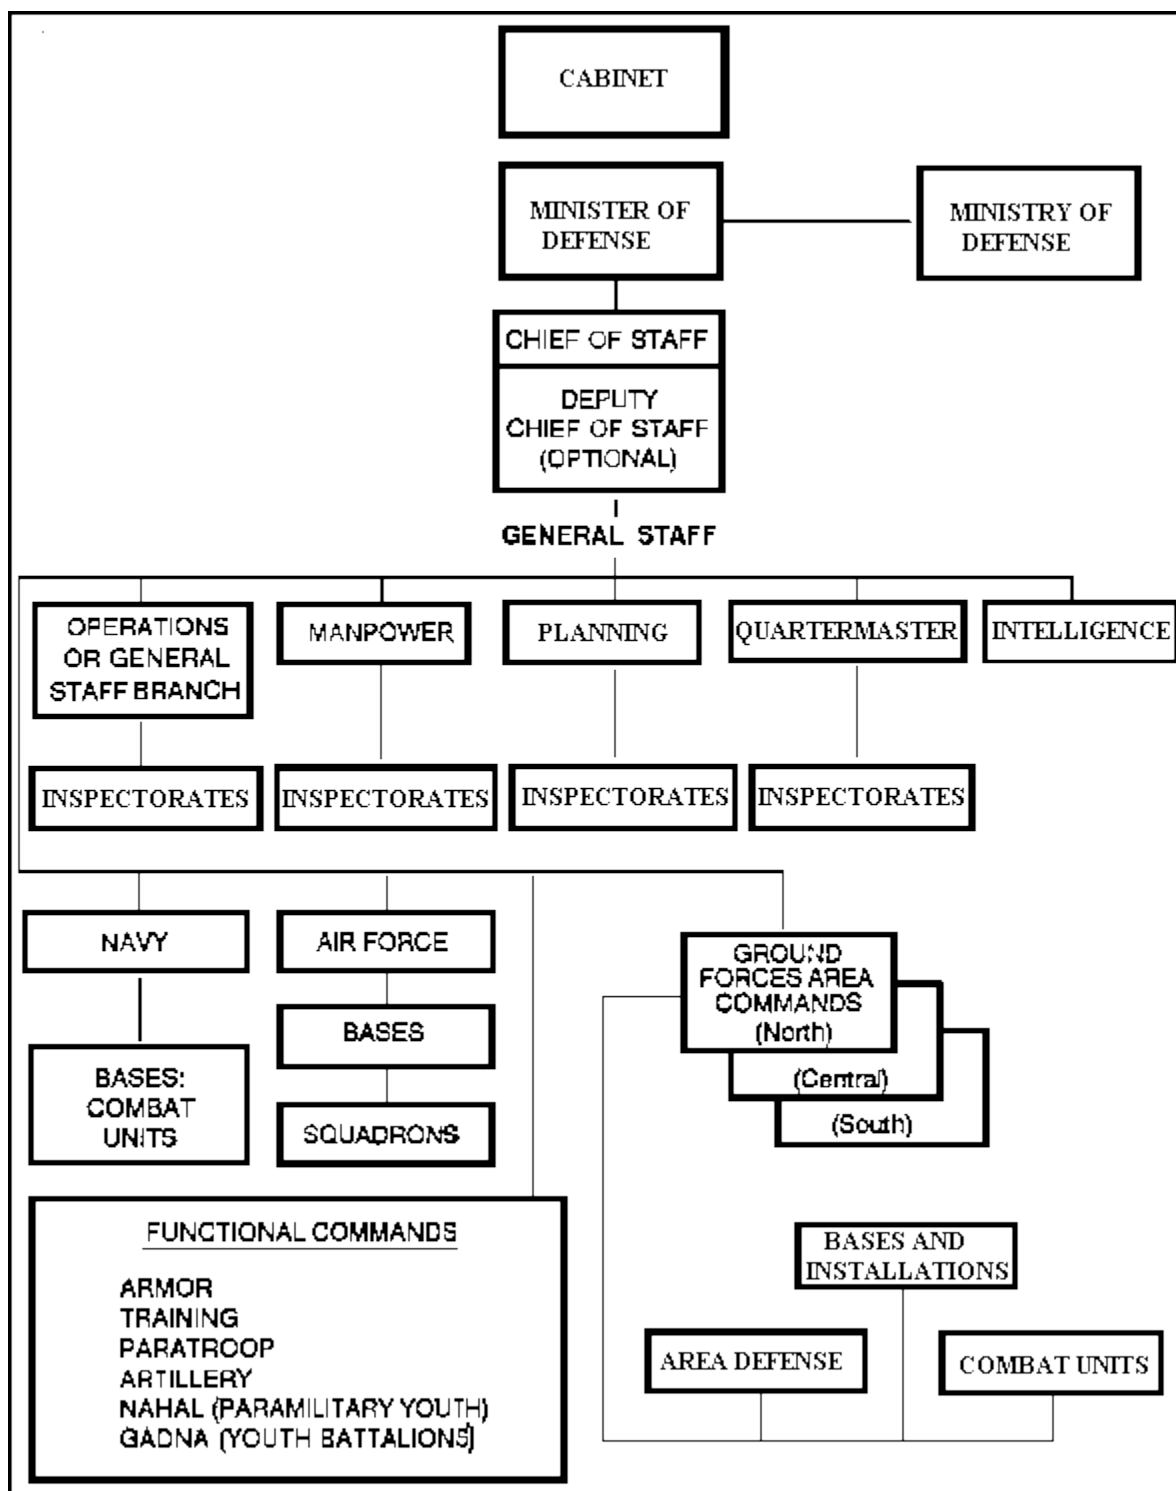 CABINET
MINISTER OF
DEFENSE
MINISTRY OF
DEFENSE
CHIEF OF STAFF
DEPUTY
CHIEF OF STAFF
(OPTIONAL)
GENERAL STAFF
OPERATIONS
OR GENERAL
STAFF BRANCH
MANPOWER
PLANNING
QUARTERMASTER
INTELLIGENCE
INSPECTORATES
INSPECTORATES
INSPECTORATES
INSPECTORATES
NAVY
AIR FORCE
GROUND
FORCES AREA
COMMANDS
(North)
(Central)
(South)
BASES:
COMBAT
UNITS
BASES
SQUADRONS
FUNCTIONAL COMMANDS
ARMOR
TRAINING
PARATROOP
ARTILLERY
NAHAL (PARAMILITARY YOUTH)
GADNA (YOUTH BATTALIONS)
BASES AND
INSTALLATIONS
AREA DEFENSE
COMBAT UNITS